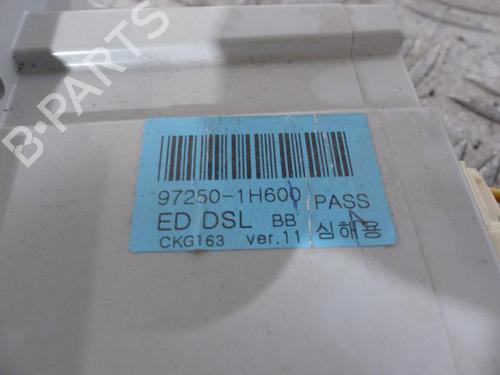 B-PARTS
97250-1H600 PASS
ED DSL BB
CKG163 ver.11 심해용